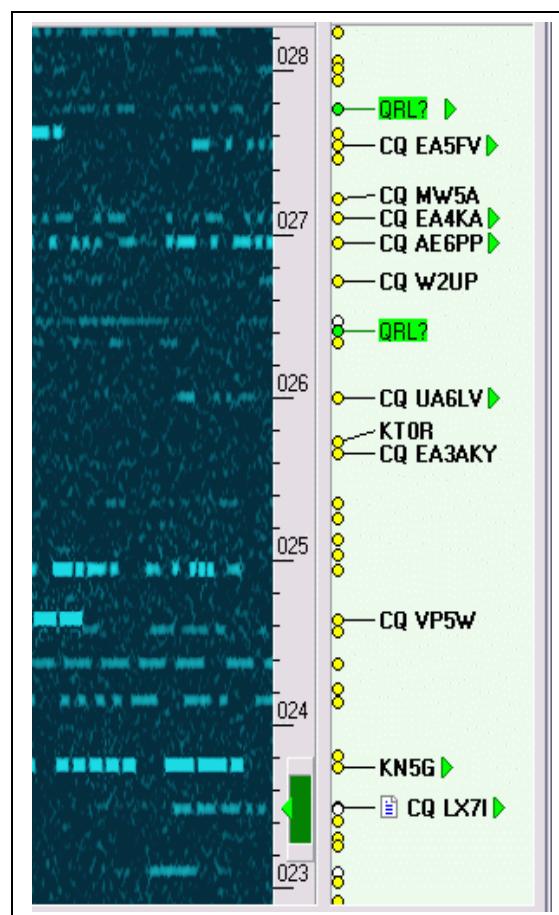 028
QRL?
CQ EA5FV
CQ MW5A
CQ EA4KA
027
CQ AE6PP
CQ W2UP
QRL?
026
CQ UA6LV
KT0R
CQ EA3AKY
025
CQ VP5W
024
KN5G
CQ LX7I
023